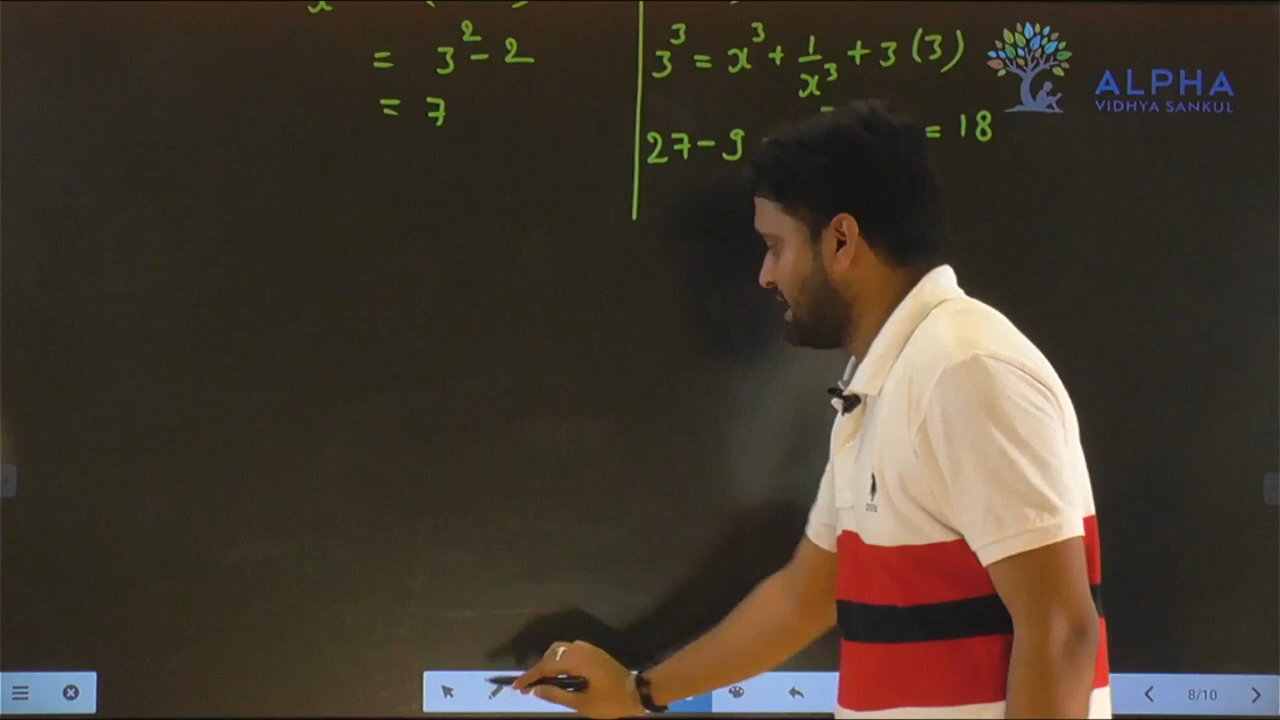 = 3² - 2
= 7
3³ = x³ + 1/x³ + 3(3)
27 - 9
= 18
ALPHA
VIDHYA SANKUL
8/10